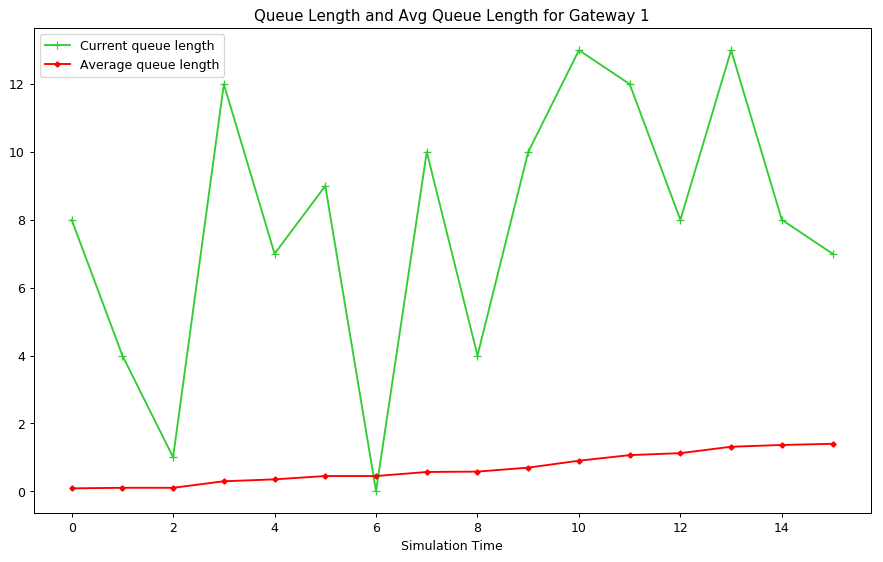 Queue Length and Avg Queue Length for Gateway 1
Current queue length
Average queue length
12
10
8
6
4
2
0
0 2 4 6 8 10 12 14
Simulation Time